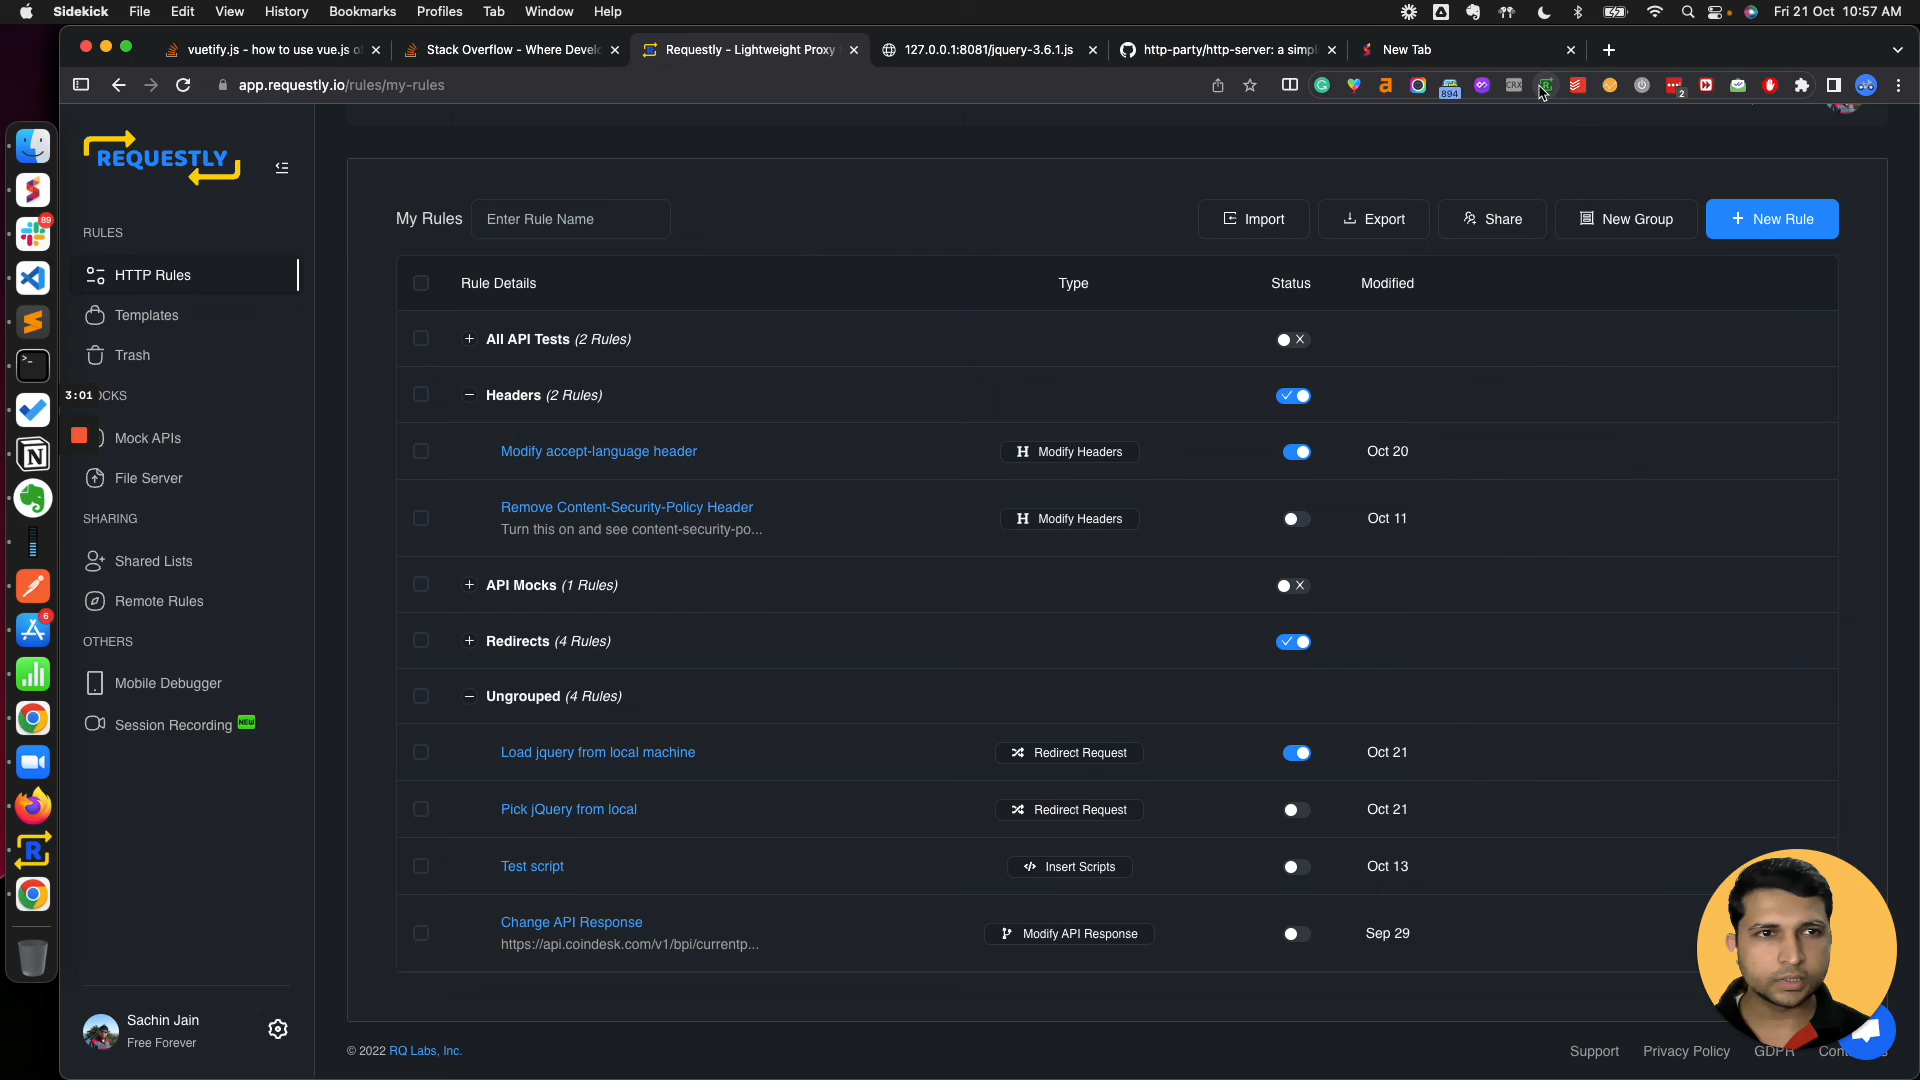 Sidekick File Edit View History Bookmarks Profiles Tab Window Help
Fri 21 Oct 10:57 AM
vuetify.js - how to use vue.js o
Stack Overflow - Where Develo
Requestly - Lightweight Proxy
127.0.0.1:8081/jquery-3.6.1.js
http-party/http-server: a simpl
New Tab
app.requestly.io/rules/my-rules
894
CRX
2
REQUESTLY
RULES
HTTP Rules
Templates
Trash
3:01
OCKS
Mock APIs
File Server
SHARING
Shared Lists
Remote Rules
OTHERS
Mobile Debugger
Session Recording NEW
89
6
Sachin Jain
Free Forever
My Rules
Enter Rule Name
Import
Export
Share
New Group
+ New Rule
Rule Details Type Status Modified
All API Tests (2 Rules)
Headers (2 Rules)
Modify accept-language header Modify Headers Oct 20
Remove Content-Security-Policy Header Modify Headers Oct 11
Turn this on and see content-security-po...
API Mocks (1 Rules)
Redirects (4 Rules)
Ungrouped (4 Rules)
Load jquery from local machine Redirect Request Oct 21
Pick jQuery from local Redirect Request Oct 21
Test script Insert Scripts Oct 13
Change API Response Modify API Response Sep 29
https://api.coindesk.com/v1/bpi/currentp...
© 2022 RQ Labs, Inc.
Support Privacy Policy GDPR Cont